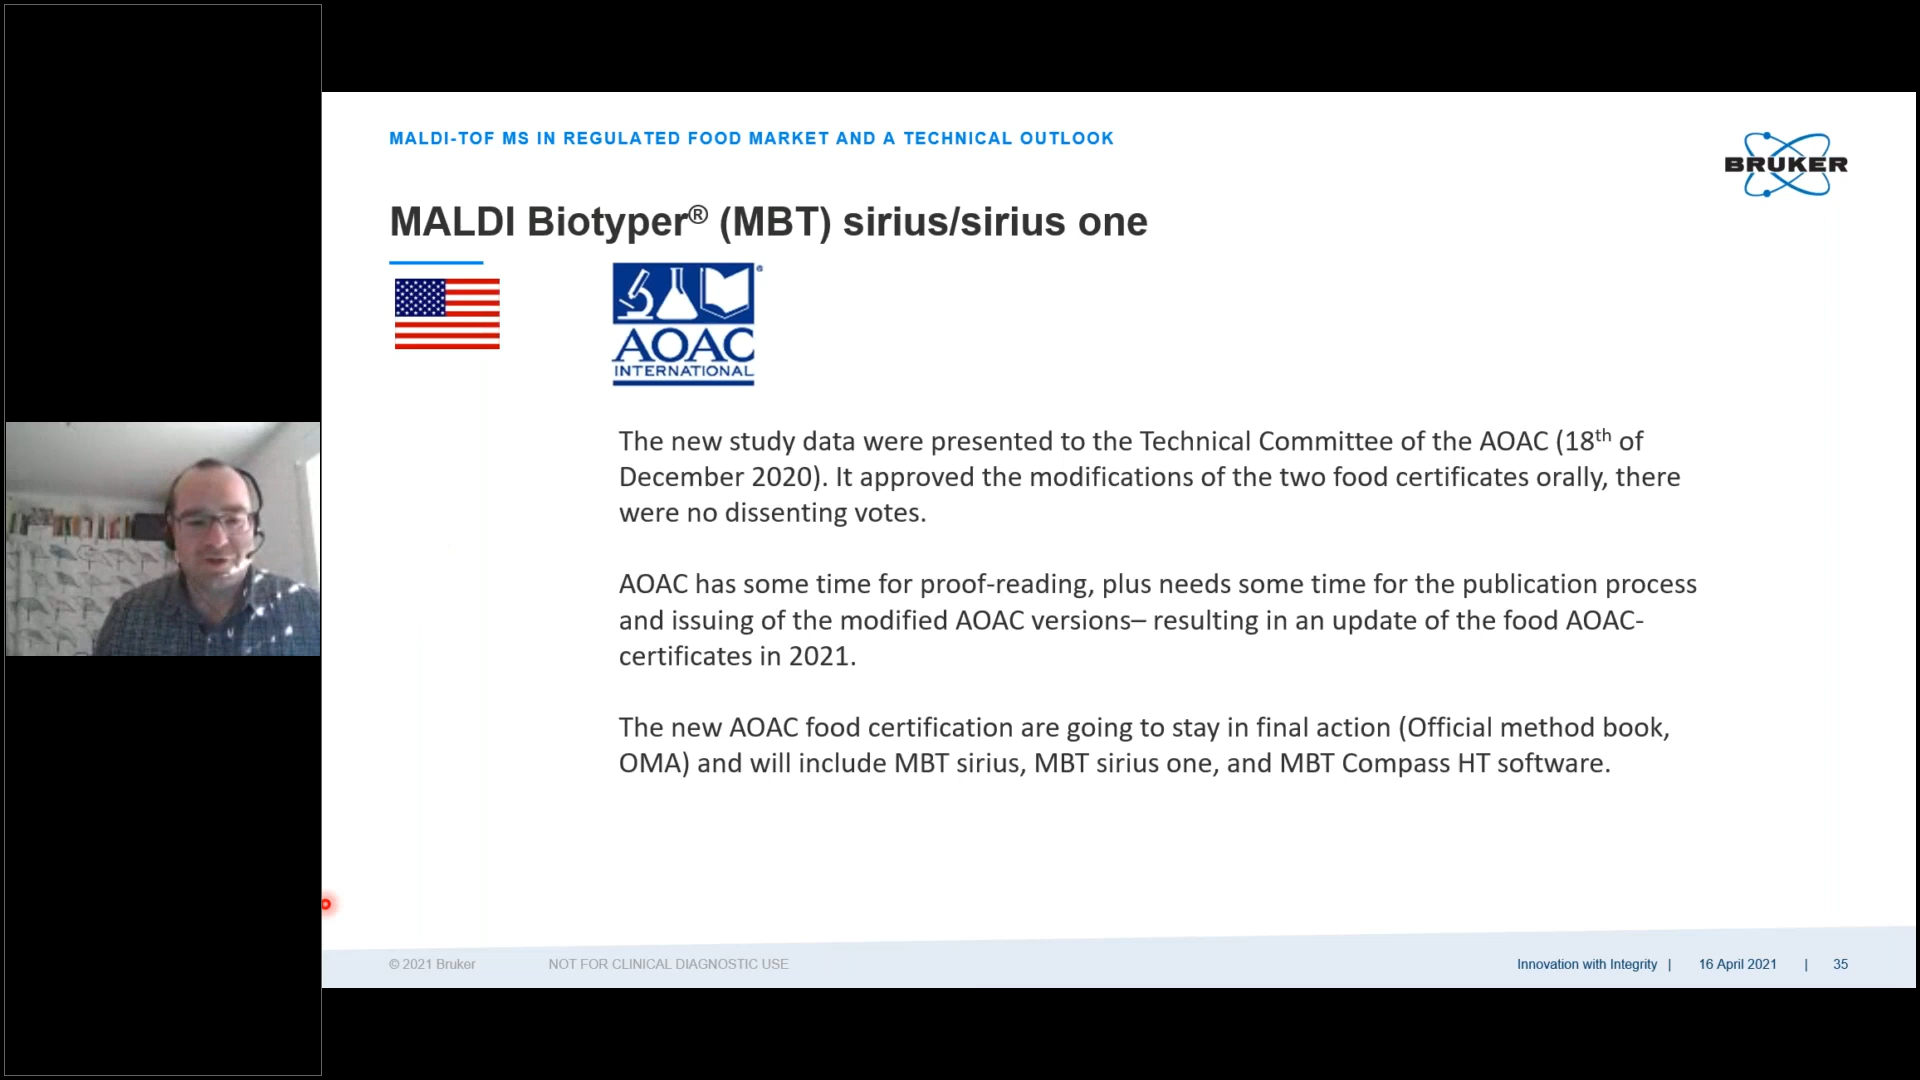 MALDI-TOF MS IN REGULATED FOOD MARKET AND A TECHNICAL OUTLOOK
BRUKER
MALDI Biotyper® (MBT) sirius/sirius one
AOAC
INTERNATIONAL
The new study data were presented to the Technical Committee of the AOAC (18th of
December 2020). It approved the modifications of the two food certificates orally, there
were no dissenting votes.
AOAC has some time for proof-reading, plus needs some time for the publication process
and issuing of the modified AOAC versions– resulting in an update of the food AOAC-
certificates in 2021.
The new AOAC food certification are going to stay in final action (Official method book,
OMA) and will include MBT sirius, MBT sirius one, and MBT Compass HT software.
© 2021 Bruker NOT FOR CLINICAL DIAGNOSTIC USE Innovation with Integrity | 16 April 2021 | 35